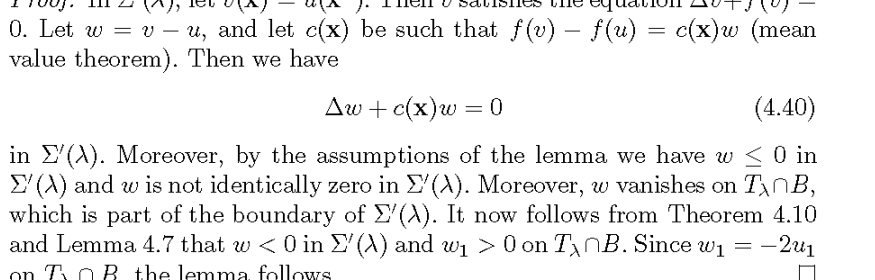 Proof. In Σ′(λ), let v(x) = u(x   ). Then v satisfies the equation Δv+f(v) =
0. Let w = v − u, and let c(x) be such that f(v) − f(u) = c(x)w (mean
value theorem). Then we have
Δw + c(x)w = 0 (4.40)
in Σ′(λ). Moreover, by the assumptions of the lemma we have w ≤ 0 in
Σ′(λ) and w is not identically zero in Σ′(λ). Moreover, w vanishes on T_λ∩B,
which is part of the boundary of Σ′(λ). It now follows from Theorem 4.10
and Lemma 4.7 that w < 0 in Σ′(λ) and w₁ > 0 on T_λ∩B. Since w₁ = −2u₁
on T_λ ∩ B, the lemma follows. □